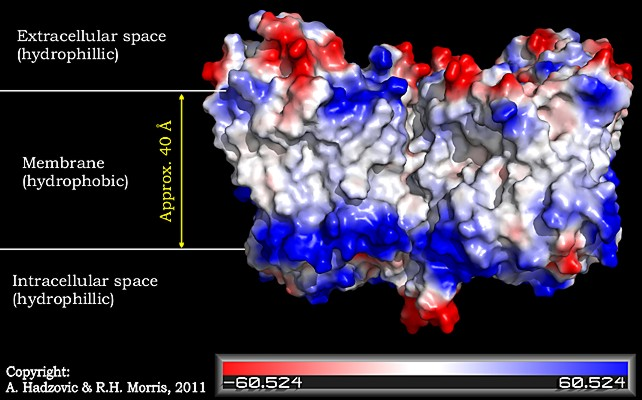 Extracellular space
(hydrophillic)
Membrane
(hydrophobic)
Approx. 40 Å
Intracellular space
(hydrophillic)
Copyright:
A. Hadzovic & R.H. Morris, 2011
-60.524
60.524